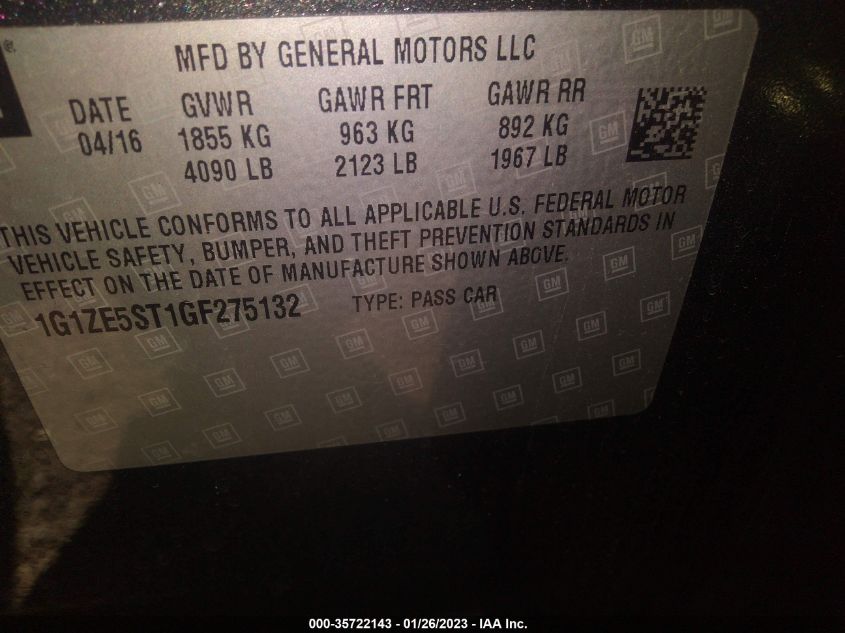 MFD BY GENERAL MOTORS LLC
DATE GVWR GAWR FRT GAWR RR
04/16 1855 KG 963 KG 892 KG
4090 LB 2123 LB 1967 LB
THIS VEHICLE CONFORMS TO ALL APPLICABLE U.S. FEDERAL MOTOR
VEHICLE SAFETY, BUMPER, AND THEFT PREVENTION STANDARDS IN
EFFECT ON THE DATE OF MANUFACTURE SHOWN ABOVE.
1G1ZE5ST1GF275132 TYPE: PASS CAR
000-35722143 - 01/26/2023 - IAA Inc.